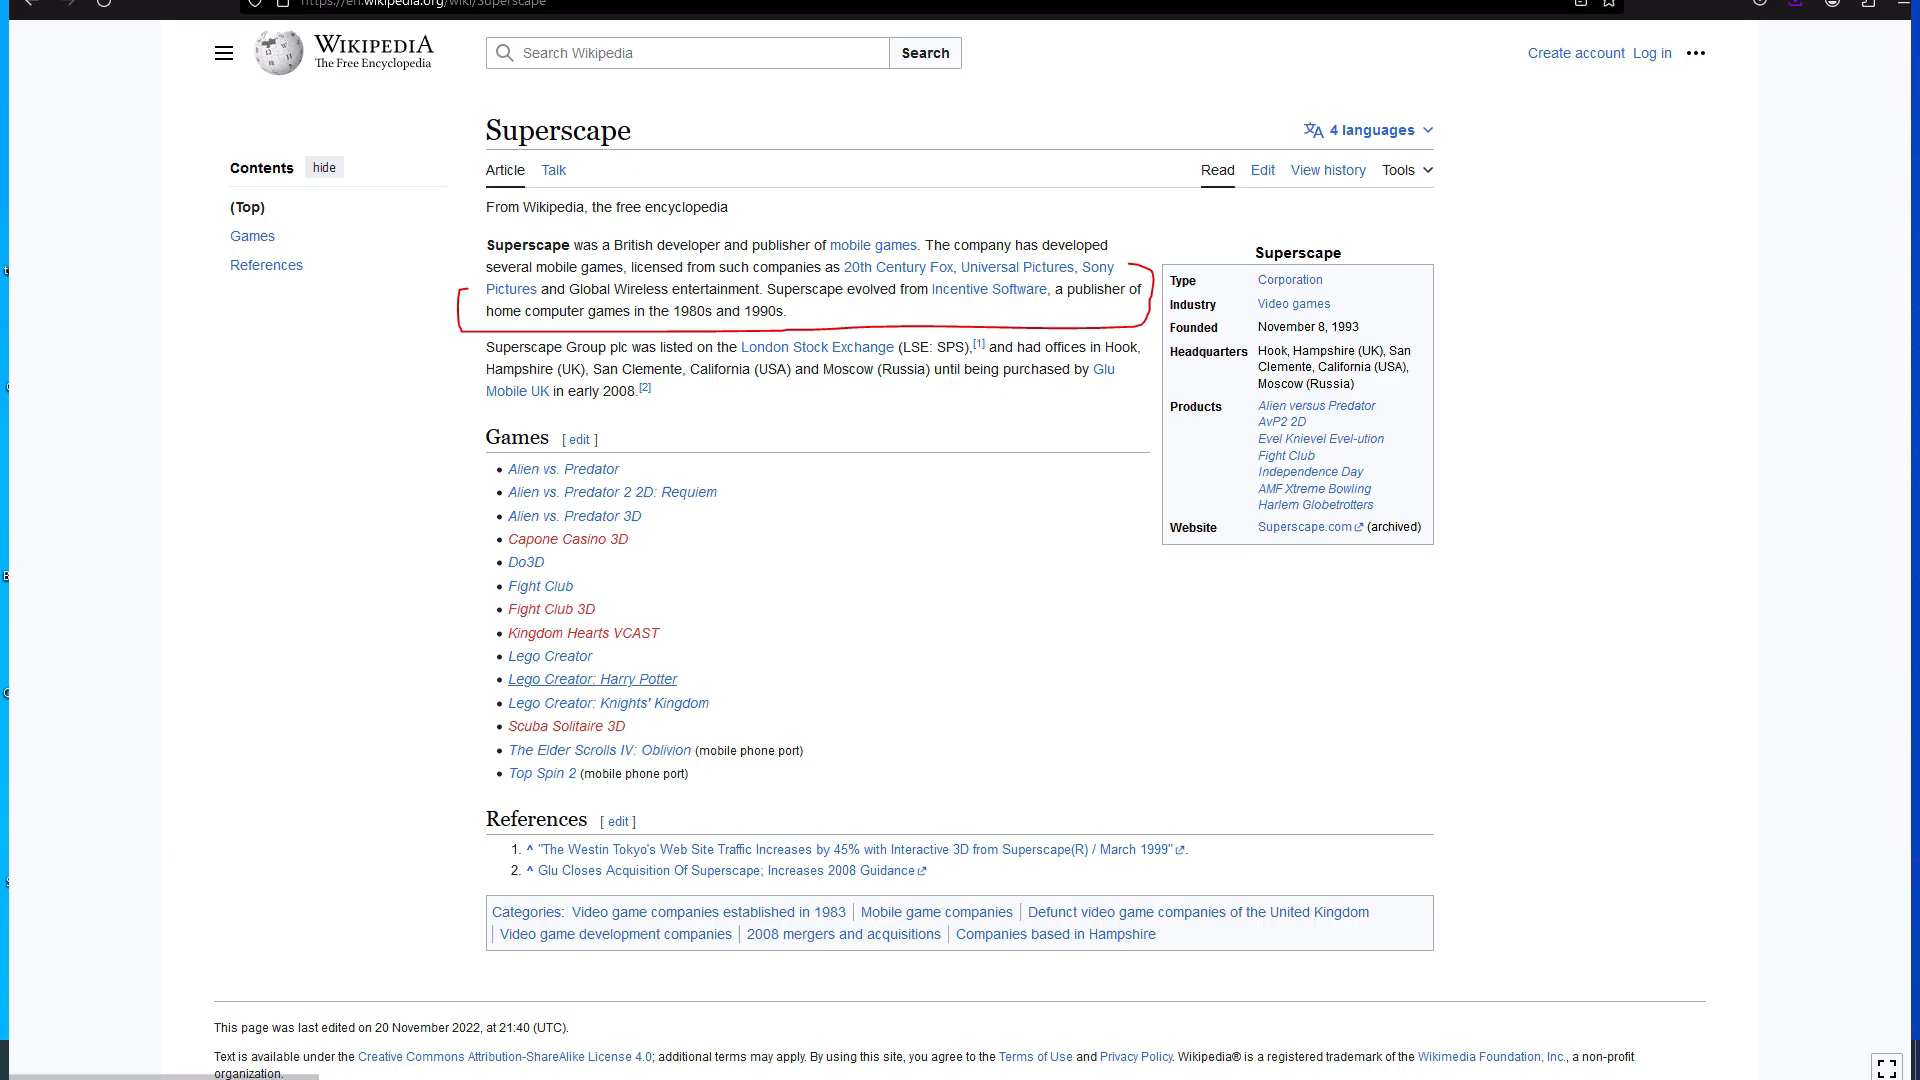 https://en.wikipedia.org/wiki/Superscape
WIKIPEDIA
The Free Encyclopedia
Search Wikipedia
Search
Create account Log in
Superscape
4 languages
Contents hide
Article Talk
Read Edit View history Tools
(Top)
Games
References
From Wikipedia, the free encyclopedia
Superscape was a British developer and publisher of mobile games. The company has developed
several mobile games, licensed from such companies as 20th Century Fox, Universal Pictures, Sony
Pictures and Global Wireless entertainment. Superscape evolved from Incentive Software, a publisher of
home computer games in the 1980s and 1990s.
Superscape Group plc was listed on the London Stock Exchange (LSE: SPS),[1] and had offices in Hook,
Hampshire (UK), San Clemente, California (USA) and Moscow (Russia) until being purchased by Glu
Mobile UK in early 2008.[2]
Superscape
Type Corporation
Industry Video games
Founded November 8, 1993
Headquarters Hook, Hampshire (UK), San
Clemente, California (USA),
Moscow (Russia)
Products Alien versus Predator
AvP2 2D
Evel Knievel Evel-ution
Fight Club
Independence Day
AMF Xtreme Bowling
Harlem Globetrotters
Website Superscape.com (archived)
Games [ edit ]
• Alien vs. Predator
• Alien vs. Predator 2 2D: Requiem
• Alien vs. Predator 3D
• Capone Casino 3D
• Do3D
• Fight Club
• Fight Club 3D
• Kingdom Hearts VCAST
• Lego Creator
• Lego Creator: Harry Potter
• Lego Creator: Knights' Kingdom
• Scuba Solitaire 3D
• The Elder Scrolls IV: Oblivion (mobile phone port)
• Top Spin 2 (mobile phone port)
References [ edit ]
1. ^ "The Westin Tokyo's Web Site Traffic Increases by 45% with Interactive 3D from Superscape(R) / March 1999".
2. ^ Glu Closes Acquisition Of Superscape; Increases 2008 Guidance
Categories: Video game companies established in 1983 | Mobile game companies | Defunct video game companies of the United Kingdom
| Video game development companies | 2008 mergers and acquisitions | Companies based in Hampshire
This page was last edited on 20 November 2022, at 21:40 (UTC).
Text is available under the Creative Commons Attribution-ShareAlike License 4.0; additional terms may apply. By using this site, you agree to the Terms of Use and Privacy Policy. Wikipedia® is a registered trademark of the Wikimedia Foundation, Inc., a non-profit
organization.